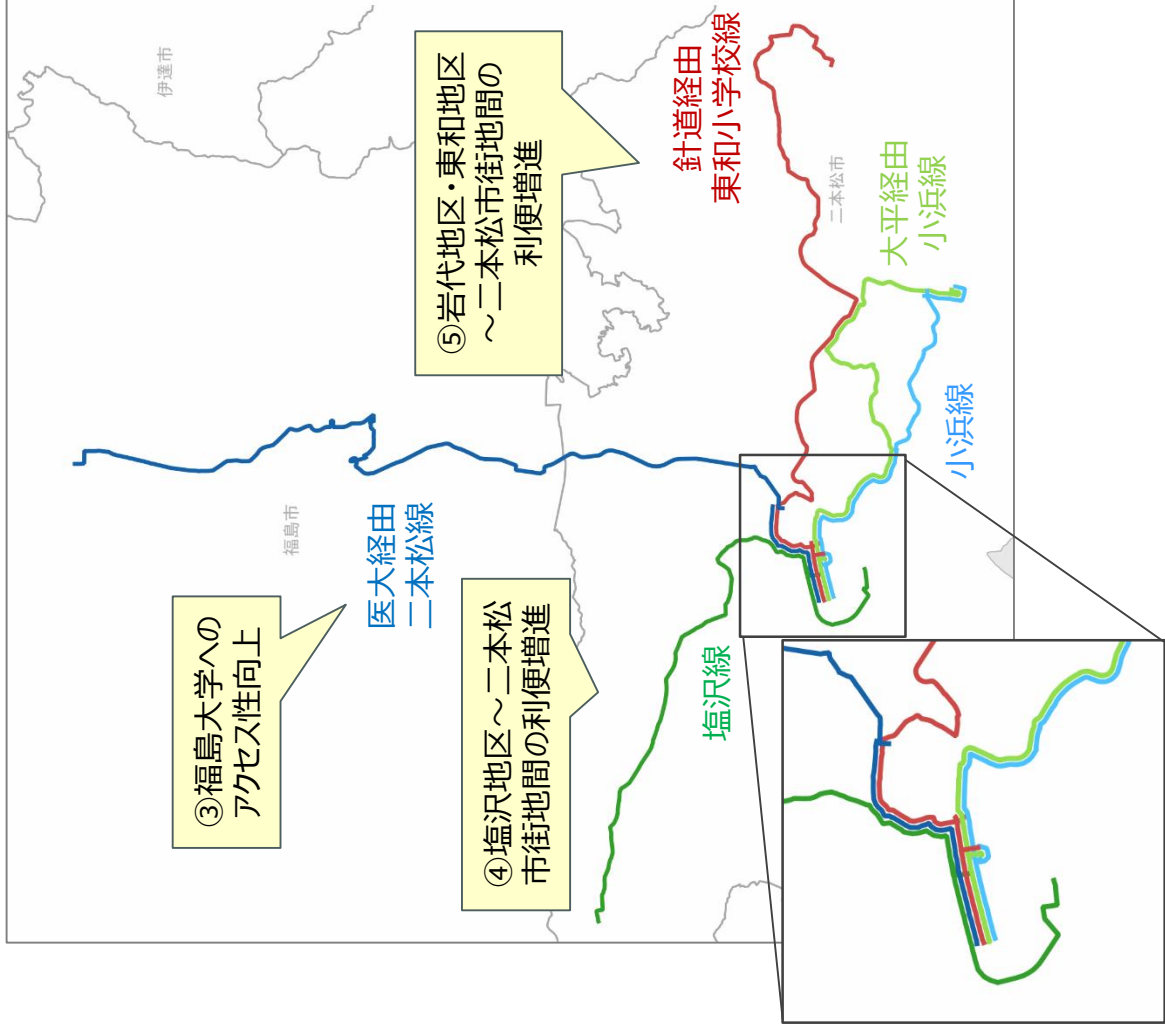 伊達市
⑤岩代地区・東和地区
～二本松市街地間の
利便増進
針道経由
東和小学校線
二本松市
大平経由
小浜線
小浜線
福島市
医大経由
二本松線
③福島大学への
アクセス性向上
④塩沢地区～二本松
市街地間の利便増進
塩沢線